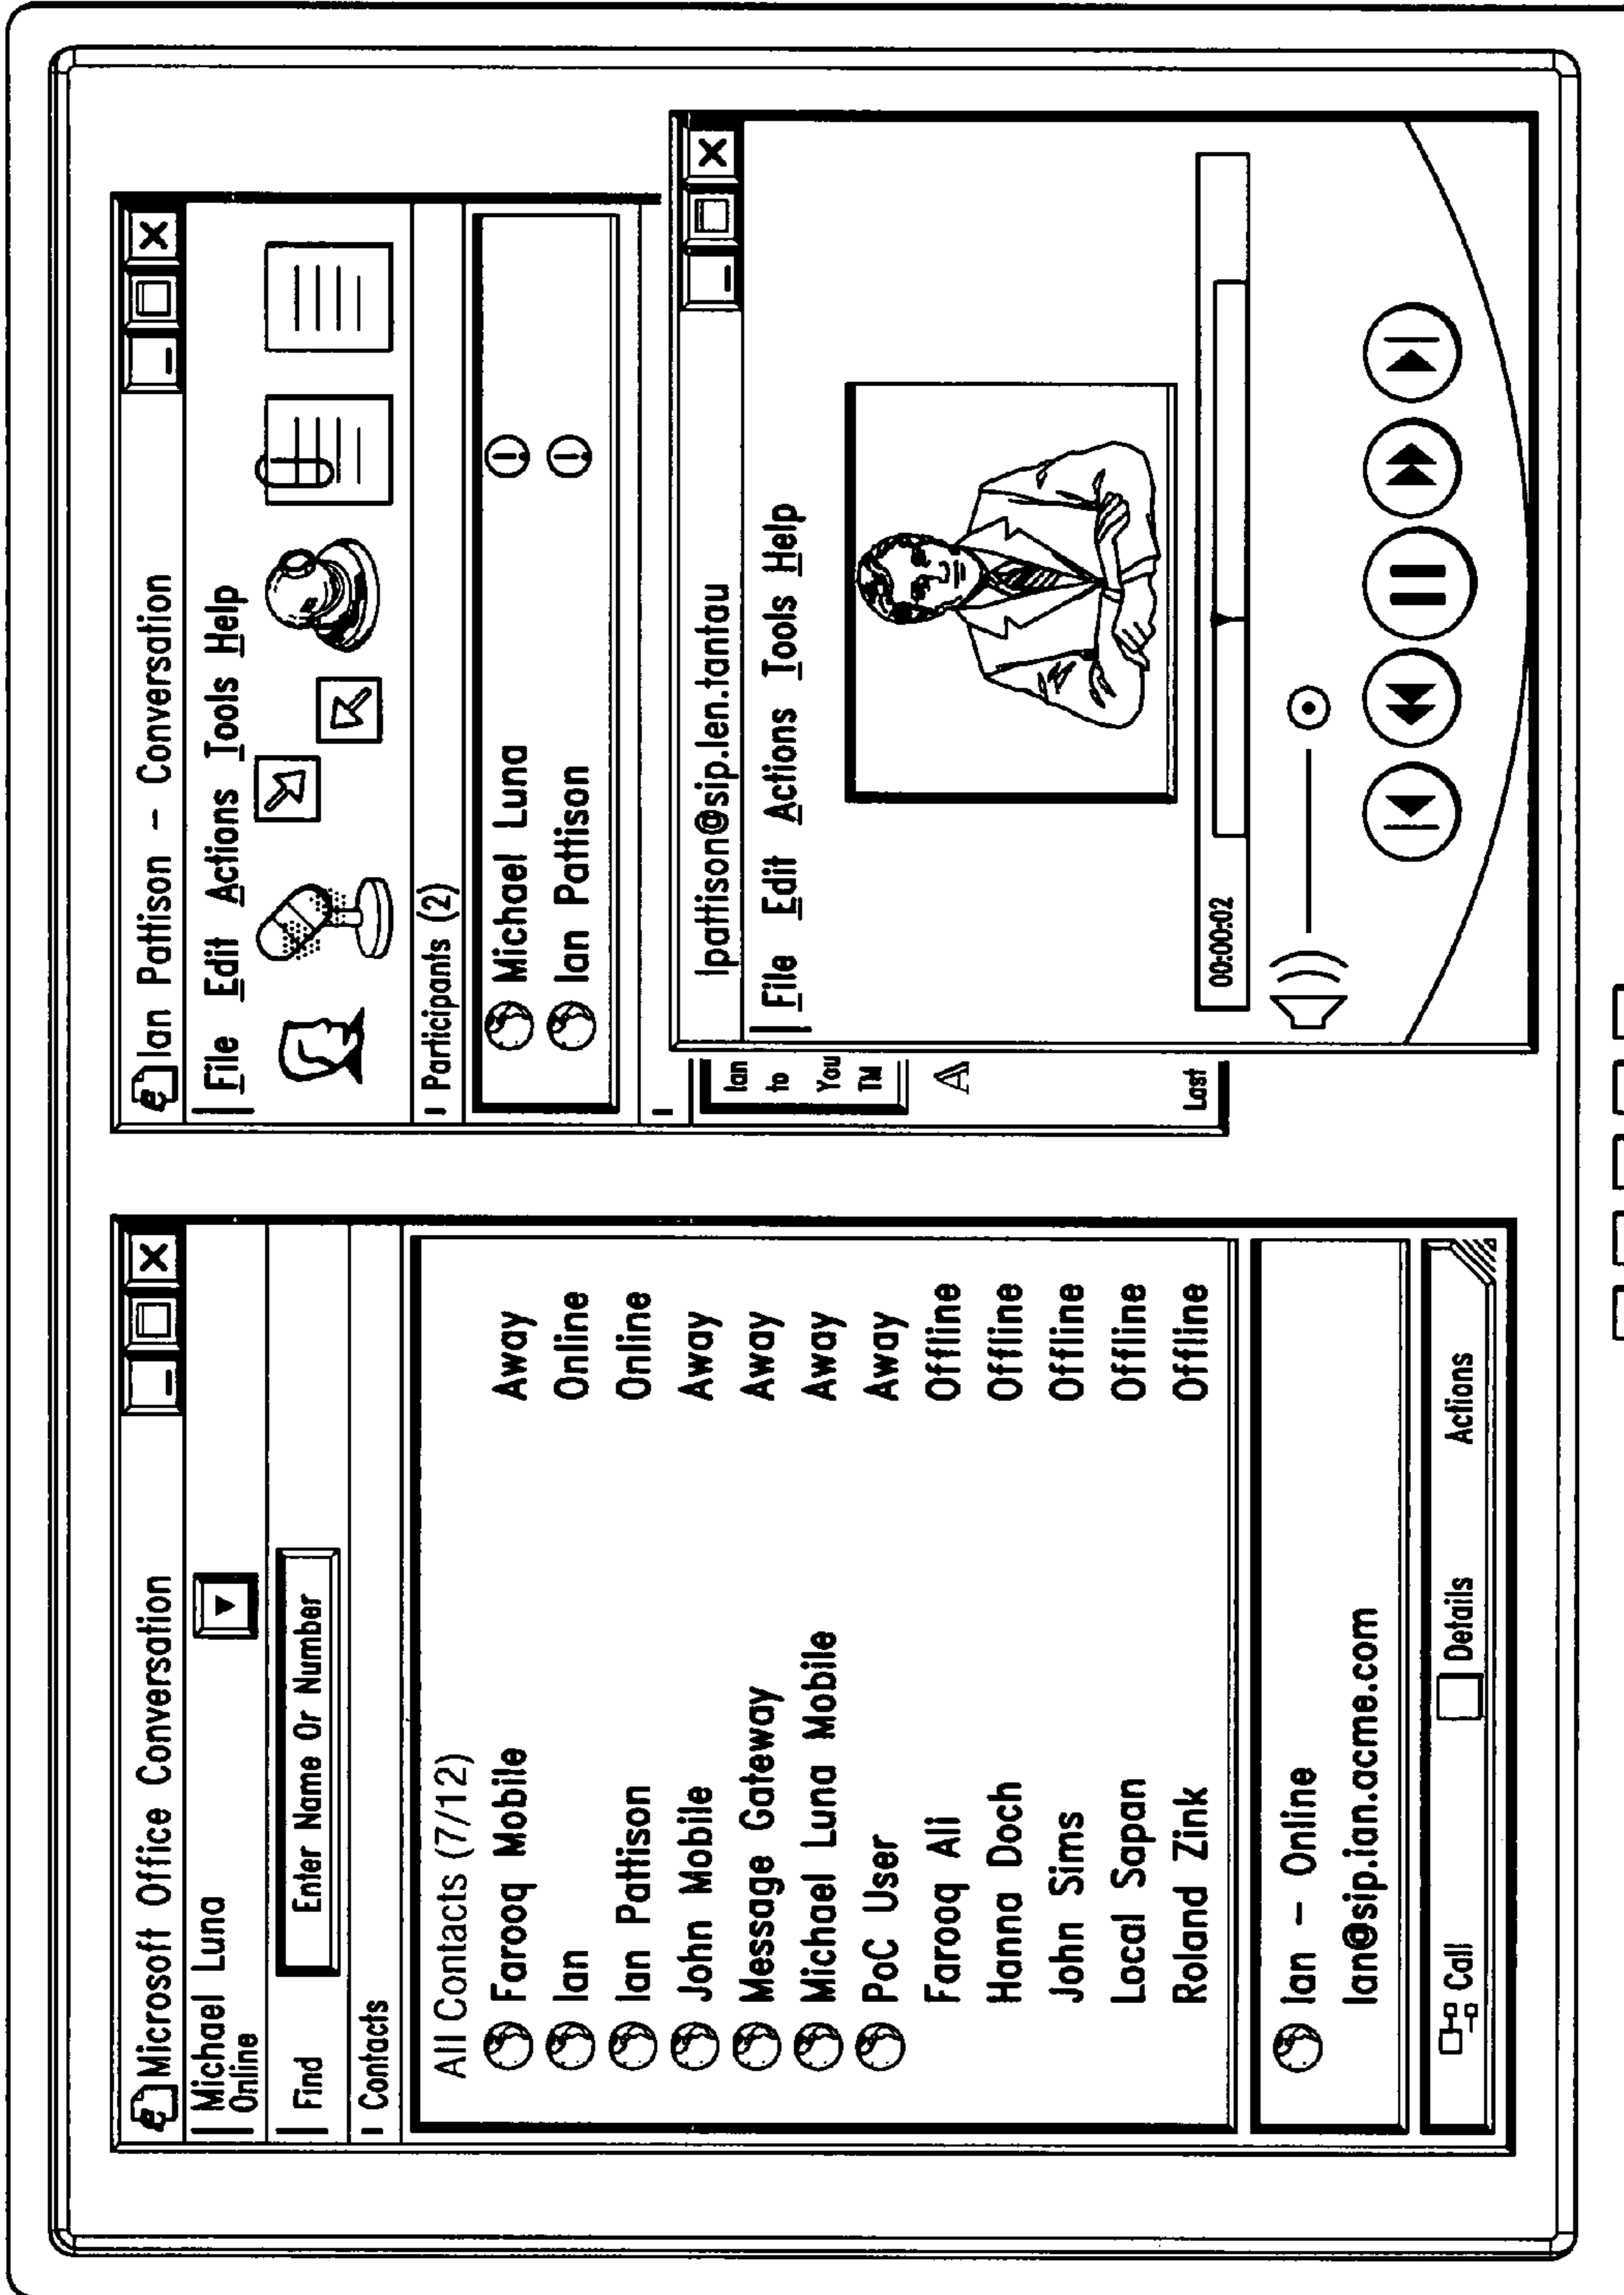 Microsoft Office Conversation
Michael Luna
Online
Find
Enter Name Or Number
Contacts
All Contacts (7/12)
Farooq Mobile Away
Ian Online
Ian Pattison Online
John Mobile Away
Message Gateway Away
Michael Luna Mobile Away
PoC User Away
Farooq Ali Offline
Hanna Doch Offline
John Sims Offline
Local Sapan Offline
Roland Zink Offline
Ian – Online
Ian@sip.ian.acme.com
Call Details Actions
Ian Pattison – Conversation
File Edit Actions Tools Help
Participants (2)
Michael Luna
Ian Pattison
Ian
to
You
TM
A
Last
Ipattison@sip.len.tantau
File Edit Actions Tools Help
00:00:02